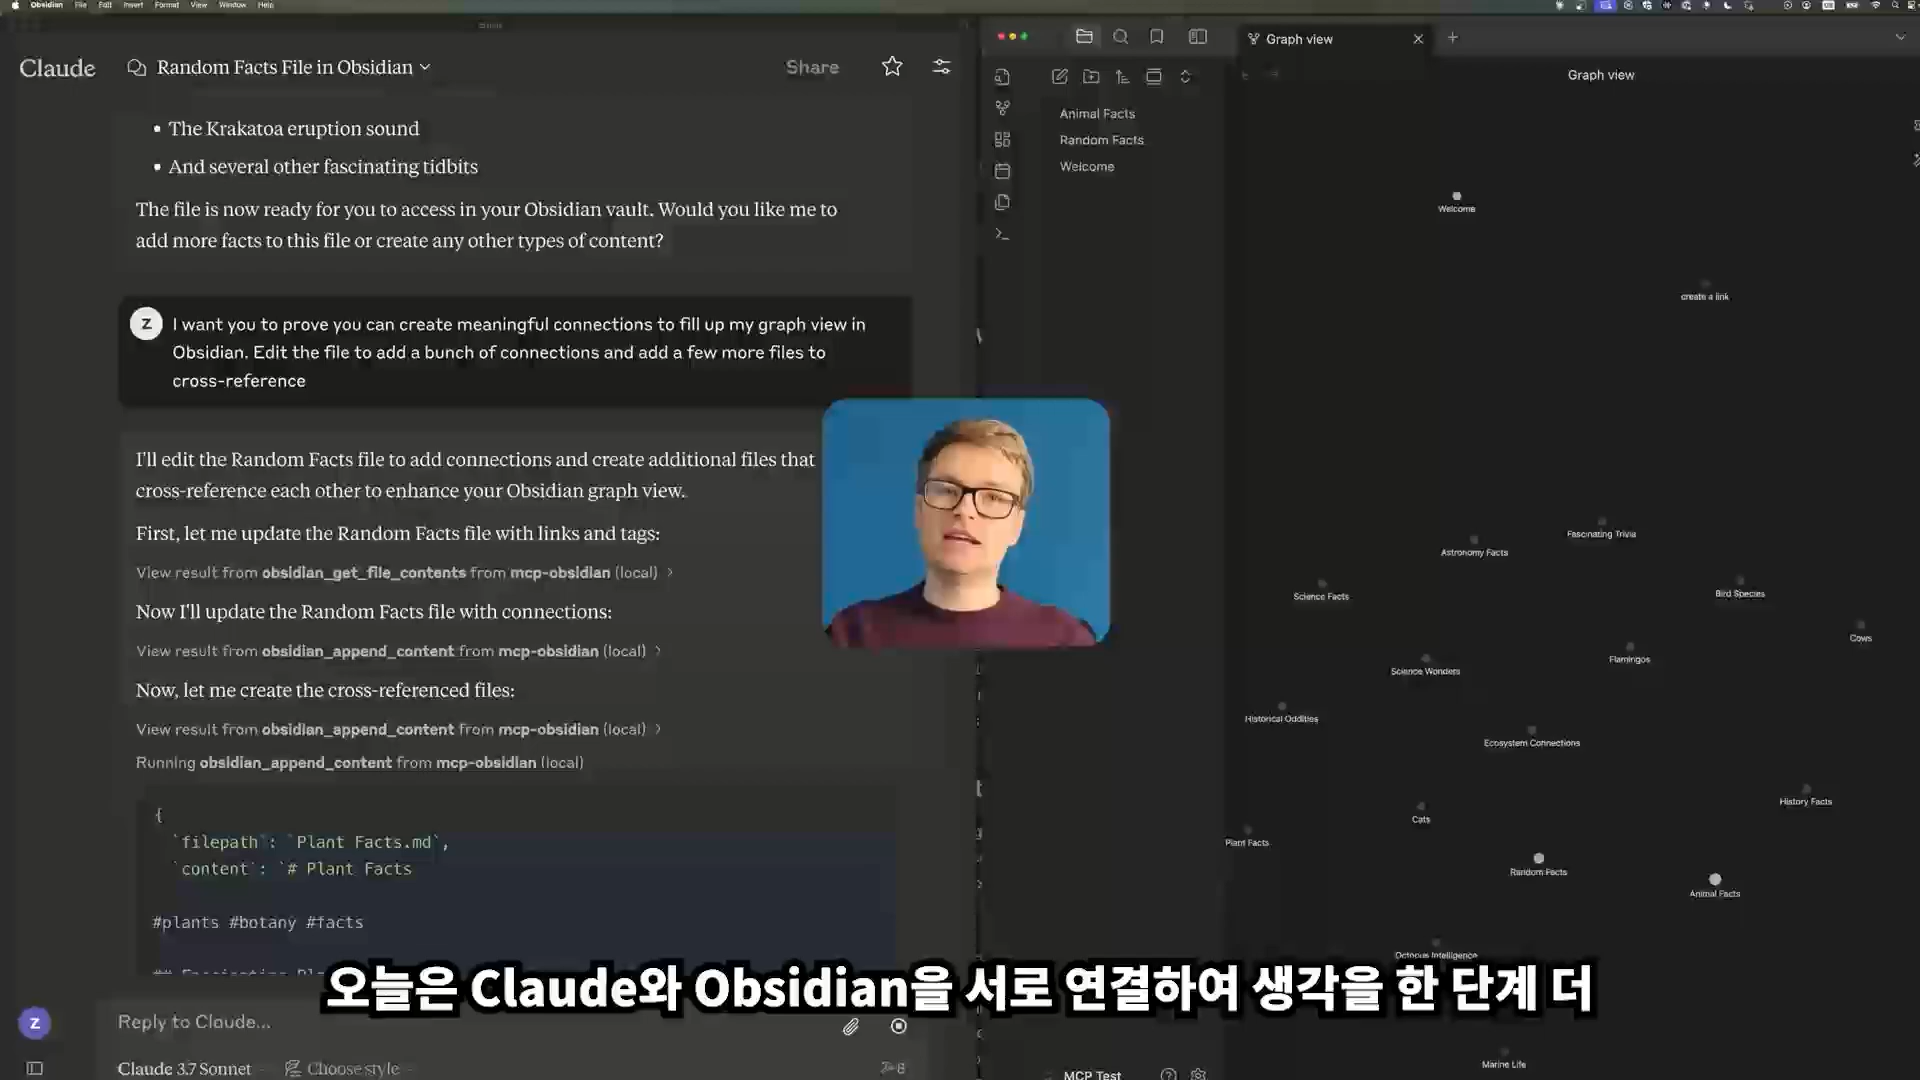 Obsidian File Edit Insert Format View Window Help
Claude
Random Facts File in Obsidian
Share
• The Krakatoa eruption sound
• And several other fascinating tidbits
The file is now ready for you to access in your Obsidian vault. Would you like me to
add more facts to this file or create any other types of content?
Z
I want you to prove you can create meaningful connections to fill up my graph view in
Obsidian. Edit the file to add a bunch of connections and add a few more files to
cross-reference
I'll edit the Random Facts file to add connections and create additional files that
cross-reference each other to enhance your Obsidian graph view.
First, let me update the Random Facts file with links and tags:
View result from obsidian_get_file_contents from mcp-obsidian (local)
Now I'll update the Random Facts file with connections:
View result from obsidian_append_content from mcp-obsidian (local)
Now, let me create the cross-referenced files:
View result from obsidian_append_content from mcp-obsidian (local)
Running obsidian_append_content from mcp-obsidian (local)
{
`filepath`: `Plant Facts.md`,
`content`: `# Plant Facts
#plants #botany #facts
Z
Reply to Claude...
Claude 3.7 Sonnet
Choose style
8
Graph view
Graph view
Animal Facts
Random Facts
Welcome
Welcome
create a link
Fascinating Trivia
Astronomy Facts
Science Facts
Bird Species
Cows
Flamingos
Science Wonders
Historical Oddities
Ecosystem Connections
History Facts
Cats
Plant Facts
Random Facts
Animal Facts
Octopus Intelligence
Marine Life
MCP Test
오늘은 Claude와 Obsidian을 서로 연결하여 생각을 한 단계 더